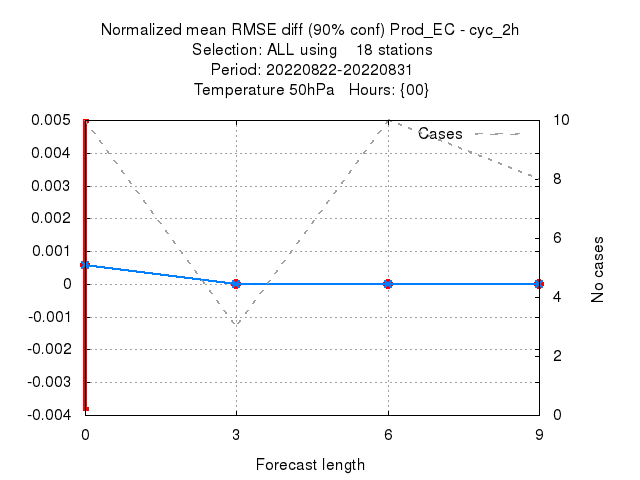 Normalized mean RMSE diff (90% conf) Prod_EC - cyc_2h
Selection: ALL using    18 stations
Period: 20220822-20220831
Temperature 50hPa   Hours: {00}
0.005
0.004
0.003
0.002
0.001
0
-0.001
-0.002
-0.003
-0.004
Cases
10
8
6
4
2
0
No cases
0
3
6
9
Forecast length